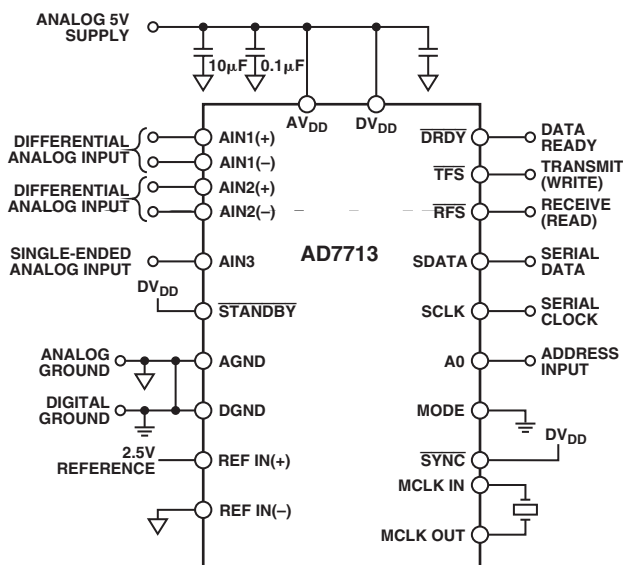 ANALOG 5V
SUPPLY
10μF
0.1μF
AVDD
DVDD
DIFFERENTIAL
ANALOG INPUT
AIN1(+)
AIN1(–)
DIFFERENTIAL
ANALOG INPUT
AIN2(+)
AIN2(–)
SINGLE-ENDED
ANALOG INPUT
AIN3
DVDD
STANDBY
ANALOG
GROUND
AGND
DIGITAL
GROUND
DGND
2.5V
REFERENCE
REF IN(+)
REF IN(–)
AD7713
DRDY
DATA
READY
TFS
TRANSMIT
(WRITE)
RFS
RECEIVE
(READ)
SDATA
SERIAL
DATA
SCLK
SERIAL
CLOCK
A0
ADDRESS
INPUT
MODE
SYNC
DVDD
MCLK IN
MCLK OUT